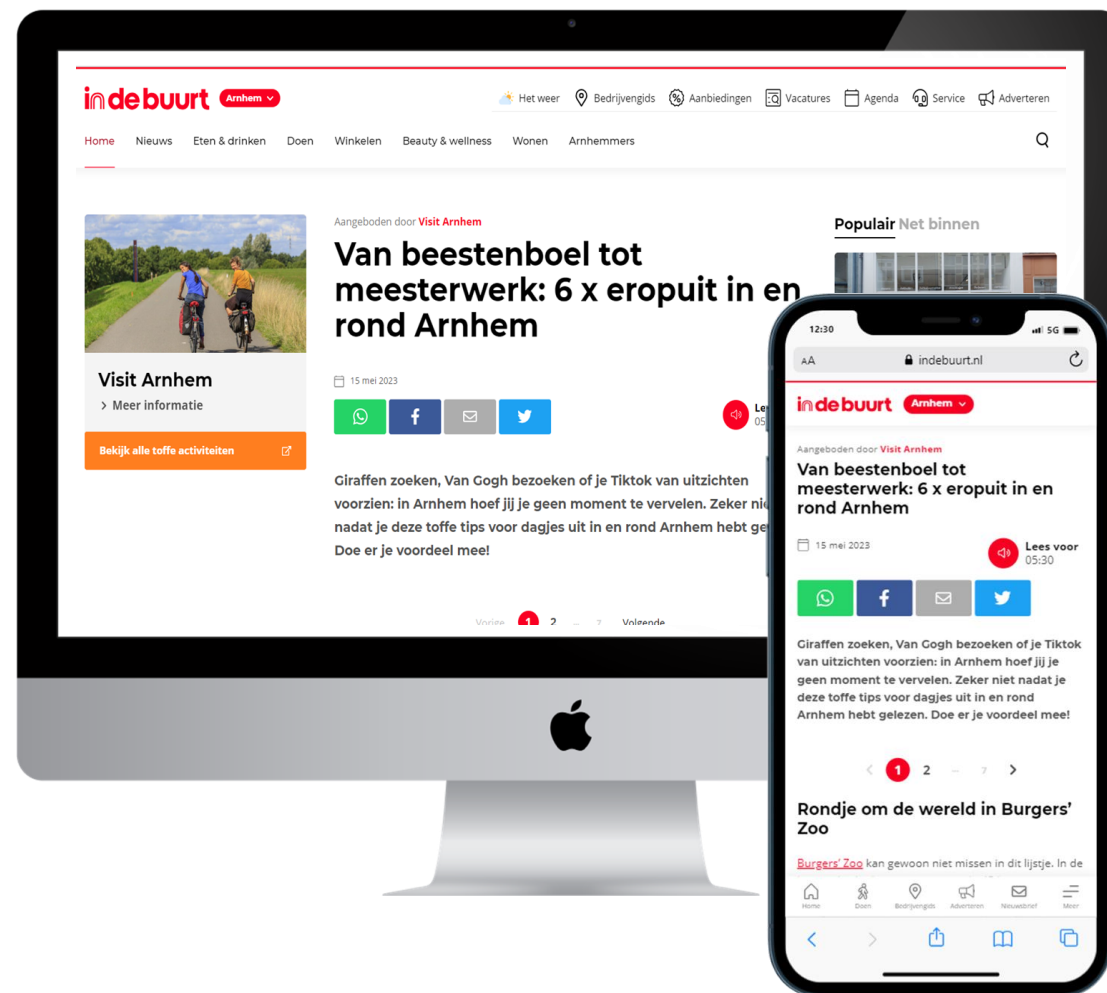 indebuurt Arnhem
Het weer Bedrijvengids Aanbiedingen Vacatures Agenda Service Adverteren
Home Nieuws Eten & drinken Doen Winkelen Beauty & wellness Wonen Arnhemmers
Visit Arnhem
Meer informatie
Bekijk alle toffe activiteiten
Aangeboden door Visit Arnhem
Van beestenboel tot
meesterwerk: 6 x eropuit in en
rond Arnhem
15 mei 2023
05
Giraffen zoeken, Van Gogh bezoeken of je Tiktok van uitzichten
voorzien: in Arnhem hoef jij je geen moment te vervelen. Zeker nie
nadat je deze toffe tips voor dagjes uit in en rond Arnhem hebt ge
Doe er je voordeel mee!
Vorige 1 2 … 7 Volgende
Populair Net binnen
12:30 5G
AA indebuurt.nl
indebuurt Arnhem
Aangeboden door Visit Arnhem
Van beestenboel tot
meesterwerk: 6 x eropuit in en
rond Arnhem
15 mei 2023
Lees voor
05:30
Giraffen zoeken, Van Gogh bezoeken of je Tiktok
van uitzichten voorzien: in Arnhem hoef jij je
geen moment te vervelen. Zeker niet nadat je
deze toffe tips voor dagjes uit in en rond
Arnhem hebt gelezen. Doe er je voordeel mee!
1 2 … 7
Rondje om de wereld in Burgers'
Zoo
Burgers' Zoo kan gewoon niet missen in dit lijstje. In de
Home Doen Bedrijvengids Adverteren Nieuwsbrief Meer